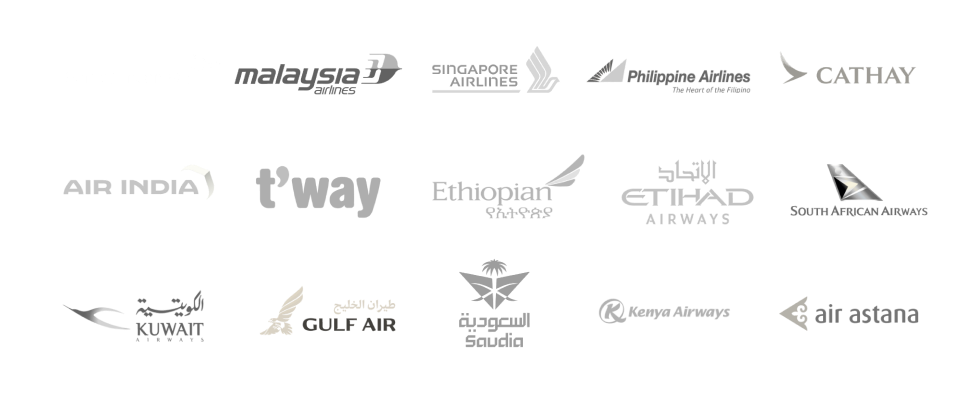 malaysia
airlines
SINGAPORE
AIRLINES
Philippine Airlines
The Heart of the Filipino
CATHAY
AIR INDIA
t'way
Ethiopian
የኢትዮጵያ
الإتحاد
ETIHAD
AIRWAYS
SOUTH AFRICAN AIRWAYS
الكويتية
KUWAIT
AIRWAYS
طيران الخليج
GULF AIR
السعودية
Saudia
Kenya Airways
air astana